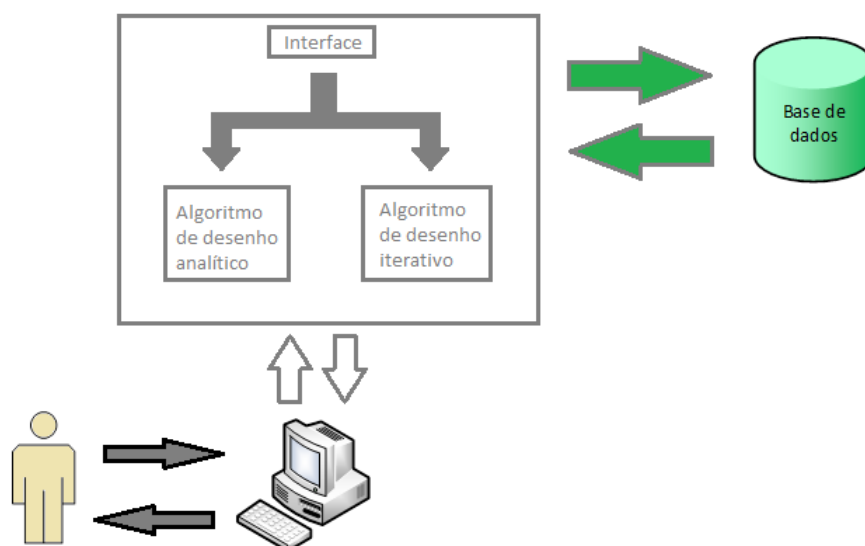 Interface
Algoritmo
de desenho
analítico
Algoritmo
de desenho
iterativo
Base de
dados